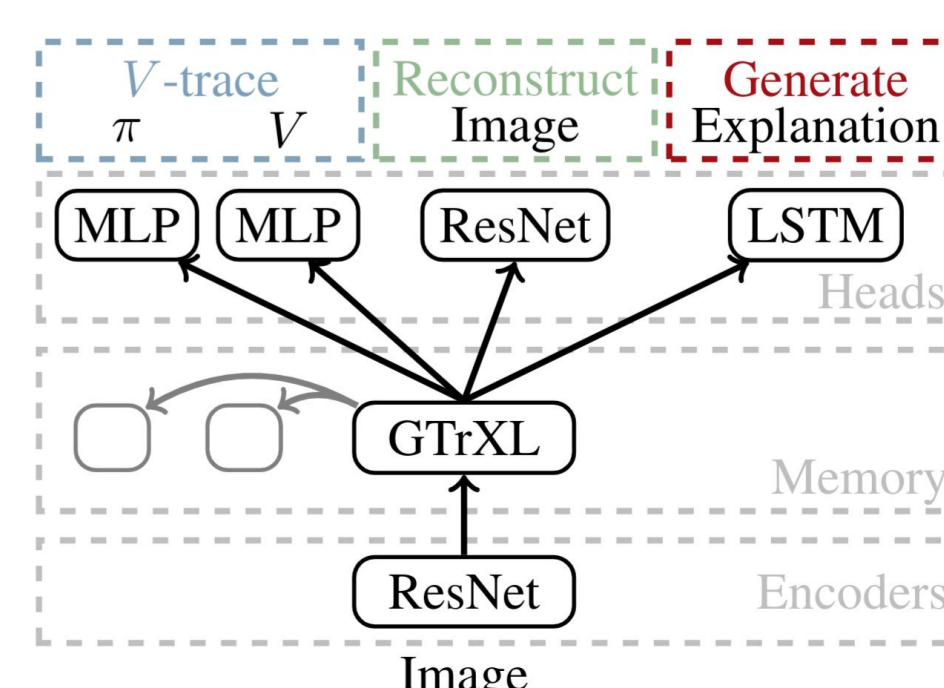 V-trace Reconstruct Generate
π V Image Explanation
MLP MLP ResNet LSTM
Heads
GTrXL
Memory
ResNet Encoders
Image